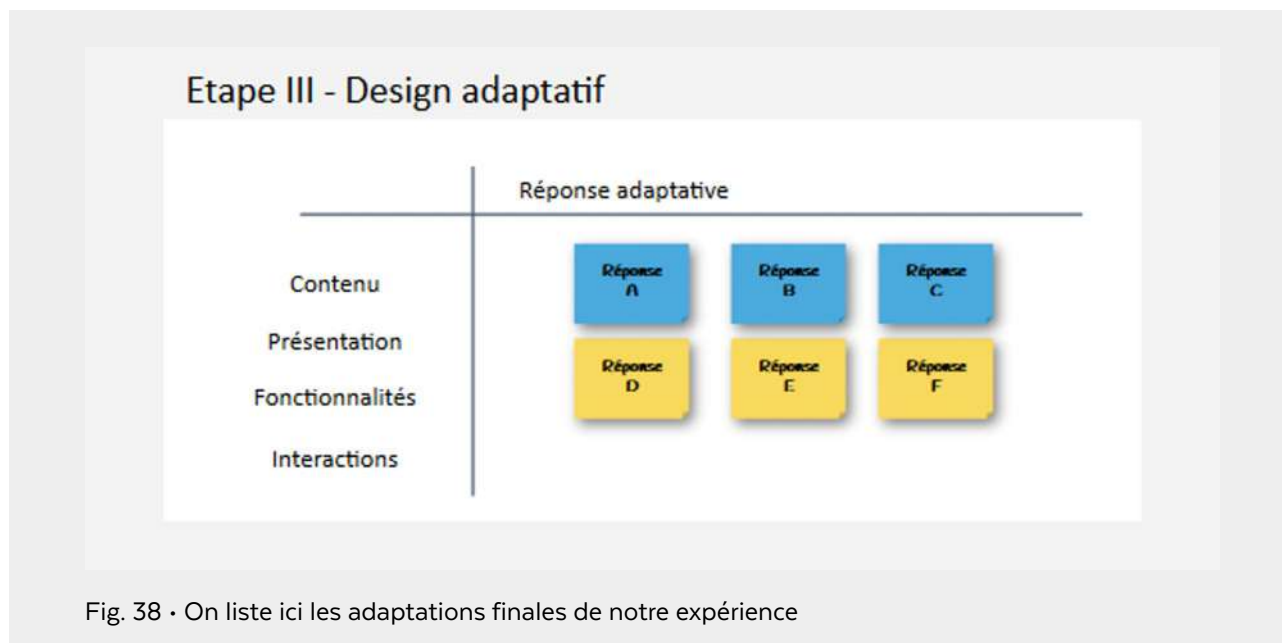 Etape III - Design adaptatif
Réponse adaptative
Contenu
Réponse
A
Réponse
B
Réponse
C
Présentation
Fonctionnalités
Réponse
D
Réponse
E
Réponse
F
Interactions
Fig. 38 • On liste ici les adaptations finales de notre expérience